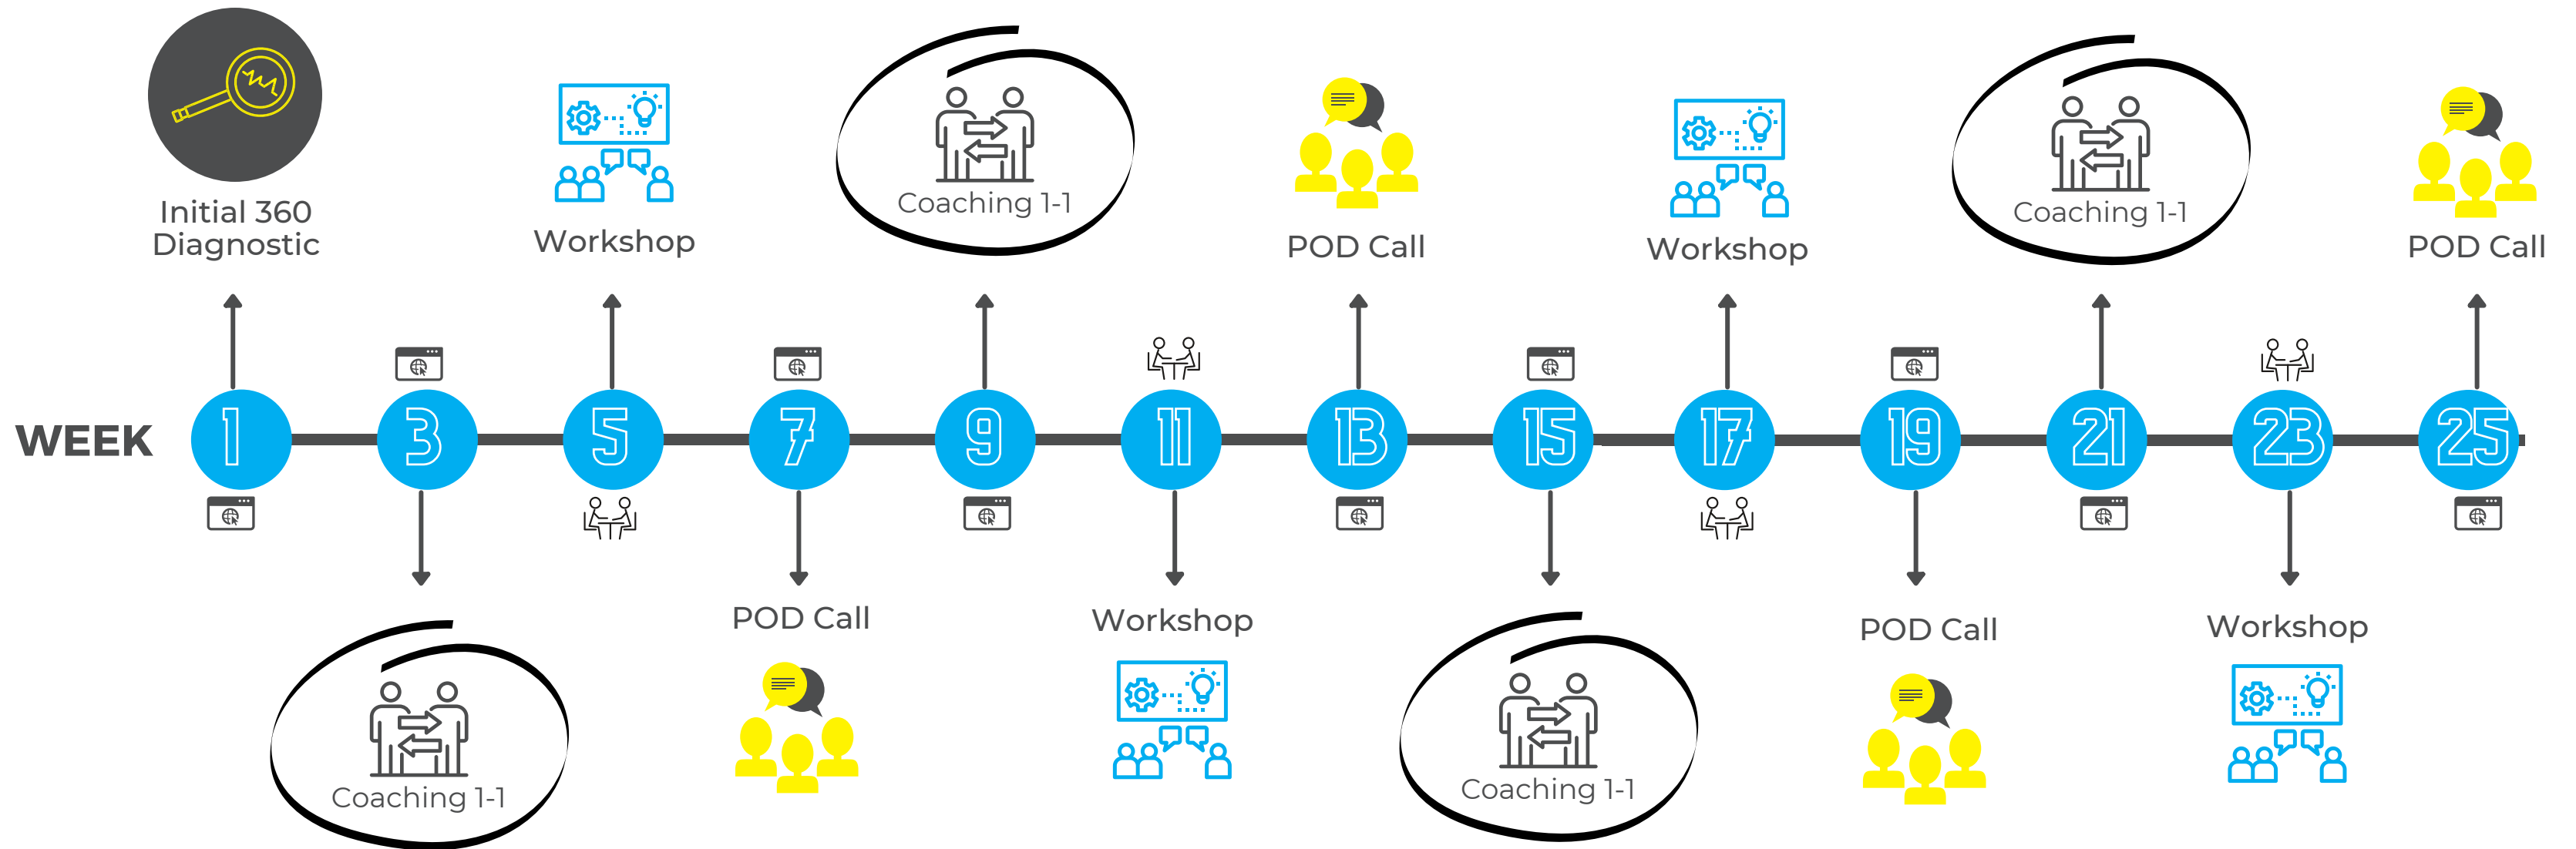 Initial 360
Diagnostic
Workshop
Coaching 1-1
POD Call
Workshop
Coaching 1-1
POD Call
WEEK
1
3
5
7
9
11
13
15
17
19
21
23
25
Coaching 1-1
POD Call
Workshop
Coaching 1-1
POD Call
Workshop